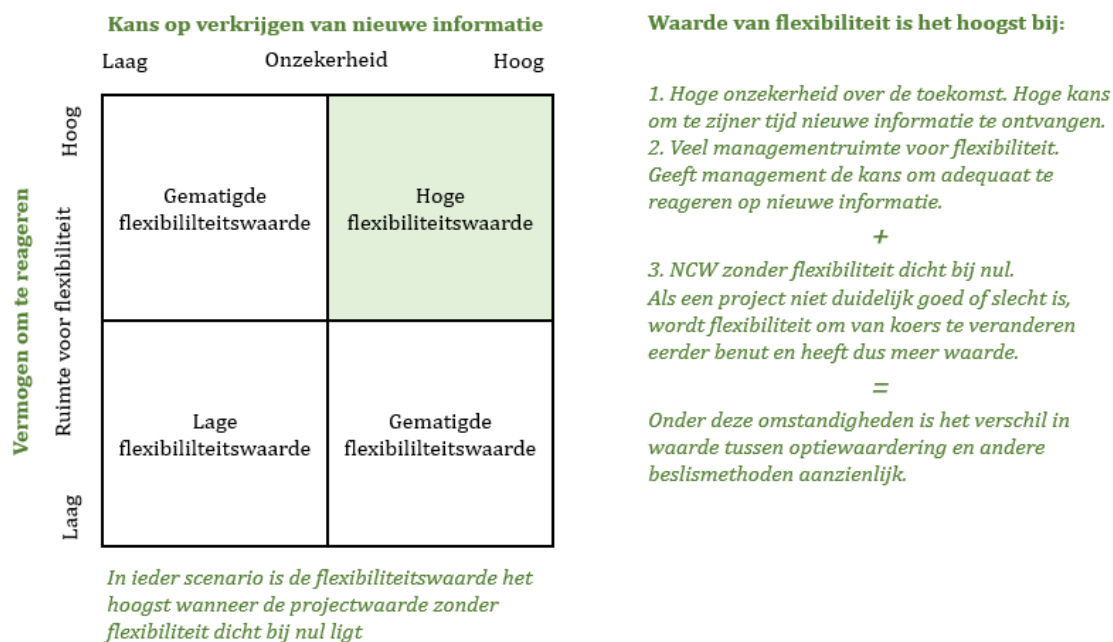 Kans op verkrijgen van nieuwe informatie
Laag Onzekerheid Hoog
Vermogen om te reageren
Hoog
Ruimte voor flexibiliteit
Laag
Gematigde
flexibililteitswaarde
Hoge
flexibiliteitswaarde
Lage
flexibililteitswaarde
Gematigde
flexibililteitswaarde
In ieder scenario is de flexibiliteitswaarde het
hoogst wanneer de projectwaarde zonder
flexibiliteit dicht bij nul ligt
Waarde van flexibiliteit is het hoogst bij:
1. Hoge onzekerheid over de toekomst. Hoge kans
om te zijner tijd nieuwe informatie te ontvangen.
2. Veel managementruimte voor flexibiliteit.
Geeft management de kans om adequaat te
reageren op nieuwe informatie.
+
3. NCW zonder flexibiliteit dicht bij nul.
Als een project niet duidelijk goed of slecht is,
wordt flexibiliteit om van koers te veranderen
eerder benut en heeft dus meer waarde.
=
Onder deze omstandigheden is het verschil in
waarde tussen optiewaardering en andere
beslismethoden aanzienlijk.